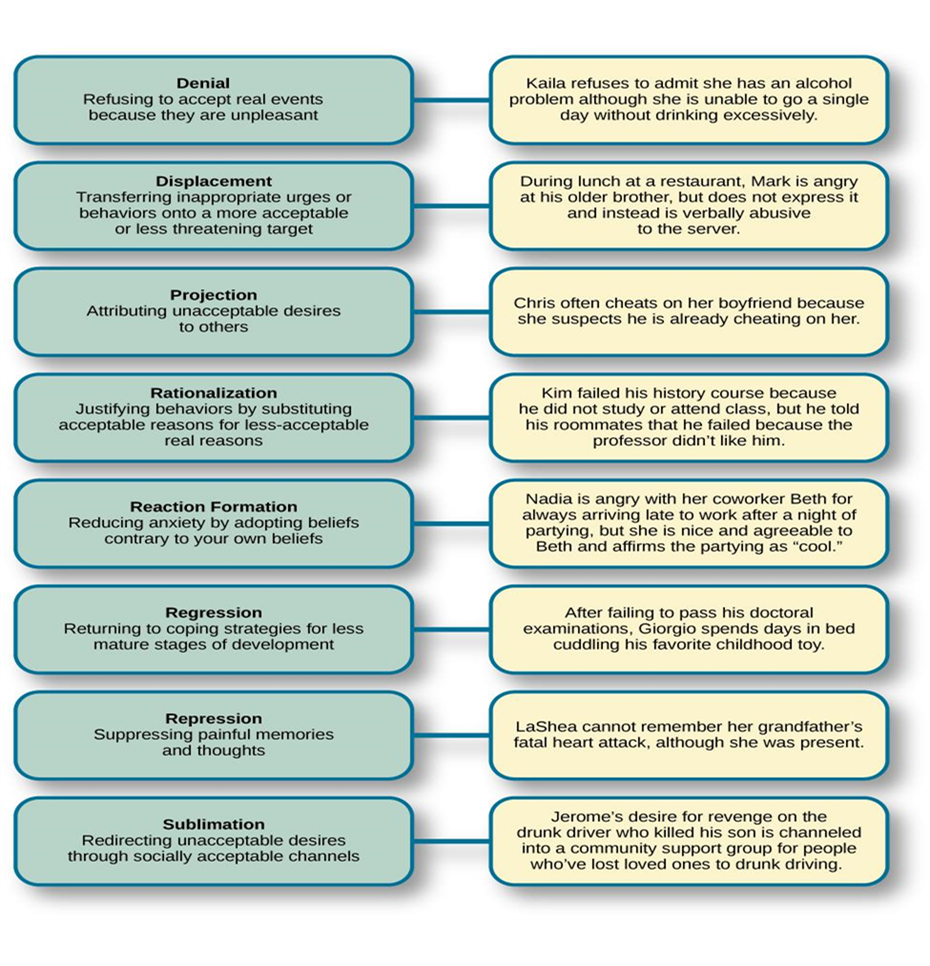 Denial
Refusing to accept real events
because they are unpleasant
Kaila refuses to admit she has an alcohol
problem although she is unable to go a single
day without drinking excessively.
Displacement
Transferring inappropriate urges or
behaviors onto a more acceptable
or less threatening target
During lunch at a restaurant, Mark is angry
at his older brother, but does not express it
and instead is verbally abusive
to the server.
Projection
Attributing unacceptable desires
to others
Chris often cheats on her boyfriend because
she suspects he is already cheating on her.
Rationalization
Justifying behaviors by substituting
acceptable reasons for less-acceptable
real reasons
Kim failed his history course because
he did not study or attend class, but he told
his roommates that he failed because the
professor didn’t like him.
Reaction Formation
Reducing anxiety by adopting beliefs
contrary to your own beliefs
Nadia is angry with her coworker Beth for
always arriving late to work after a night of
partying, but she is nice and agreeable to
Beth and affirms the partying as “cool.”
Regression
Returning to coping strategies for less
mature stages of development
After failing to pass his doctoral
examinations, Giorgio spends days in bed
cuddling his favorite childhood toy.
Repression
Suppressing painful memories
and thoughts
LaShea cannot remember her grandfather’s
fatal heart attack, although she was present.
Sublimation
Redirecting unacceptable desires
through socially acceptable channels
Jerome’s desire for revenge on the
drunk driver who killed his son is channeled
into a community support group for people
who’ve lost loved ones to drunk driving.